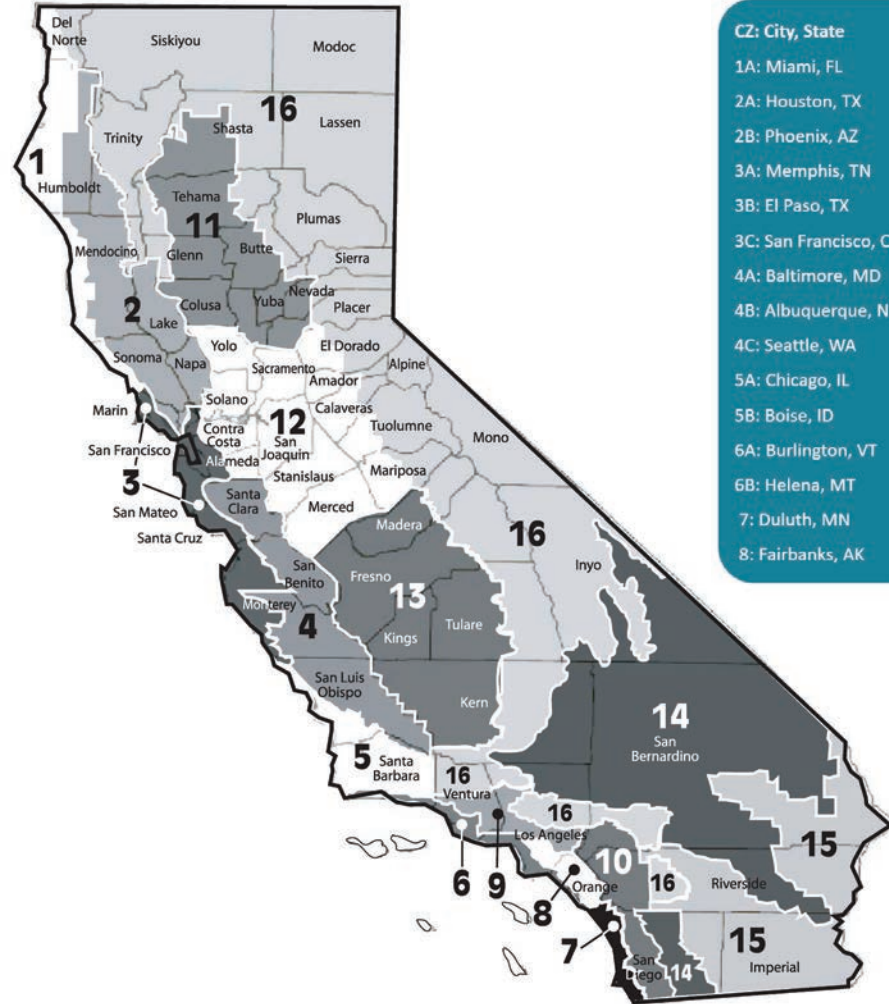 Del
Norte
Siskiyou
Modoc
16
Shasta
Lassen
Trinity
1
Humboldt
Tehama
11
Plumas
Mendocino
Glenn
Butte
Sierra
2
Lake
Colusa
Yuba
Nevada
Placer
Yolo
El Dorado
Sonoma
Napa
Sacramento
Alpine
Amador
Solano
Marin
Contra
Costa
12
Calaveras
San
Joaquin
Tuolumne
Mono
San Francisco
Alameda
3
Stanislaus
Mariposa
Santa
Clara
Merced
San Mateo
Madera
16
Santa Cruz
San
Benito
Fresno
Inyo
13
Monterey
4
Kings
Tulare
San Luis
Obispo
Kern
14
San
Bernardino
5
Santa
Barbara
16
Ventura
16
Los Angeles
15
6
9
10
8
Orange
16
Riverside
7
San
Diego
14
15
Imperial
CZ: City, State
1A: Miami, FL
2A: Houston, TX
2B: Phoenix, AZ
3A: Memphis, TN
3B: El Paso, TX
3C: San Francisco, C
4A: Baltimore, MD
4B: Albuquerque, N
4C: Seattle, WA
5A: Chicago, IL
5B: Boise, ID
6A: Burlington, VT
6B: Helena, MT
7: Duluth, MN
8: Fairbanks, AK